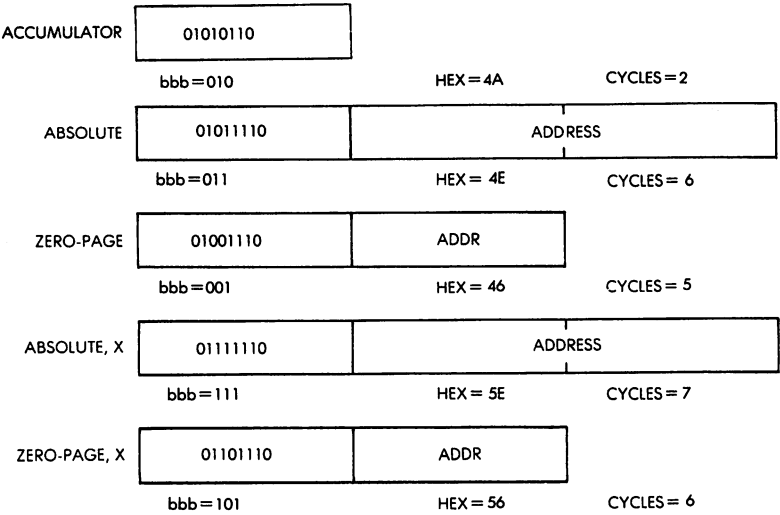 ACCUMULATOR 01010110
bbb=010 HEX=4A CYCLES=2
ABSOLUTE 01011110 ADDRESS
bbb=011 HEX= 4E CYCLES= 6
ZERO-PAGE 01001110 ADDR
bbb=001 HEX= 46 CYCLES= 5
ABSOLUTE, X 01111110 ADDRESS
bbb=111 HEX= 5E CYCLES=7
ZERO-PAGE, X 01101110 ADDR
bbb=101 HEX=56 CYCLES= 6